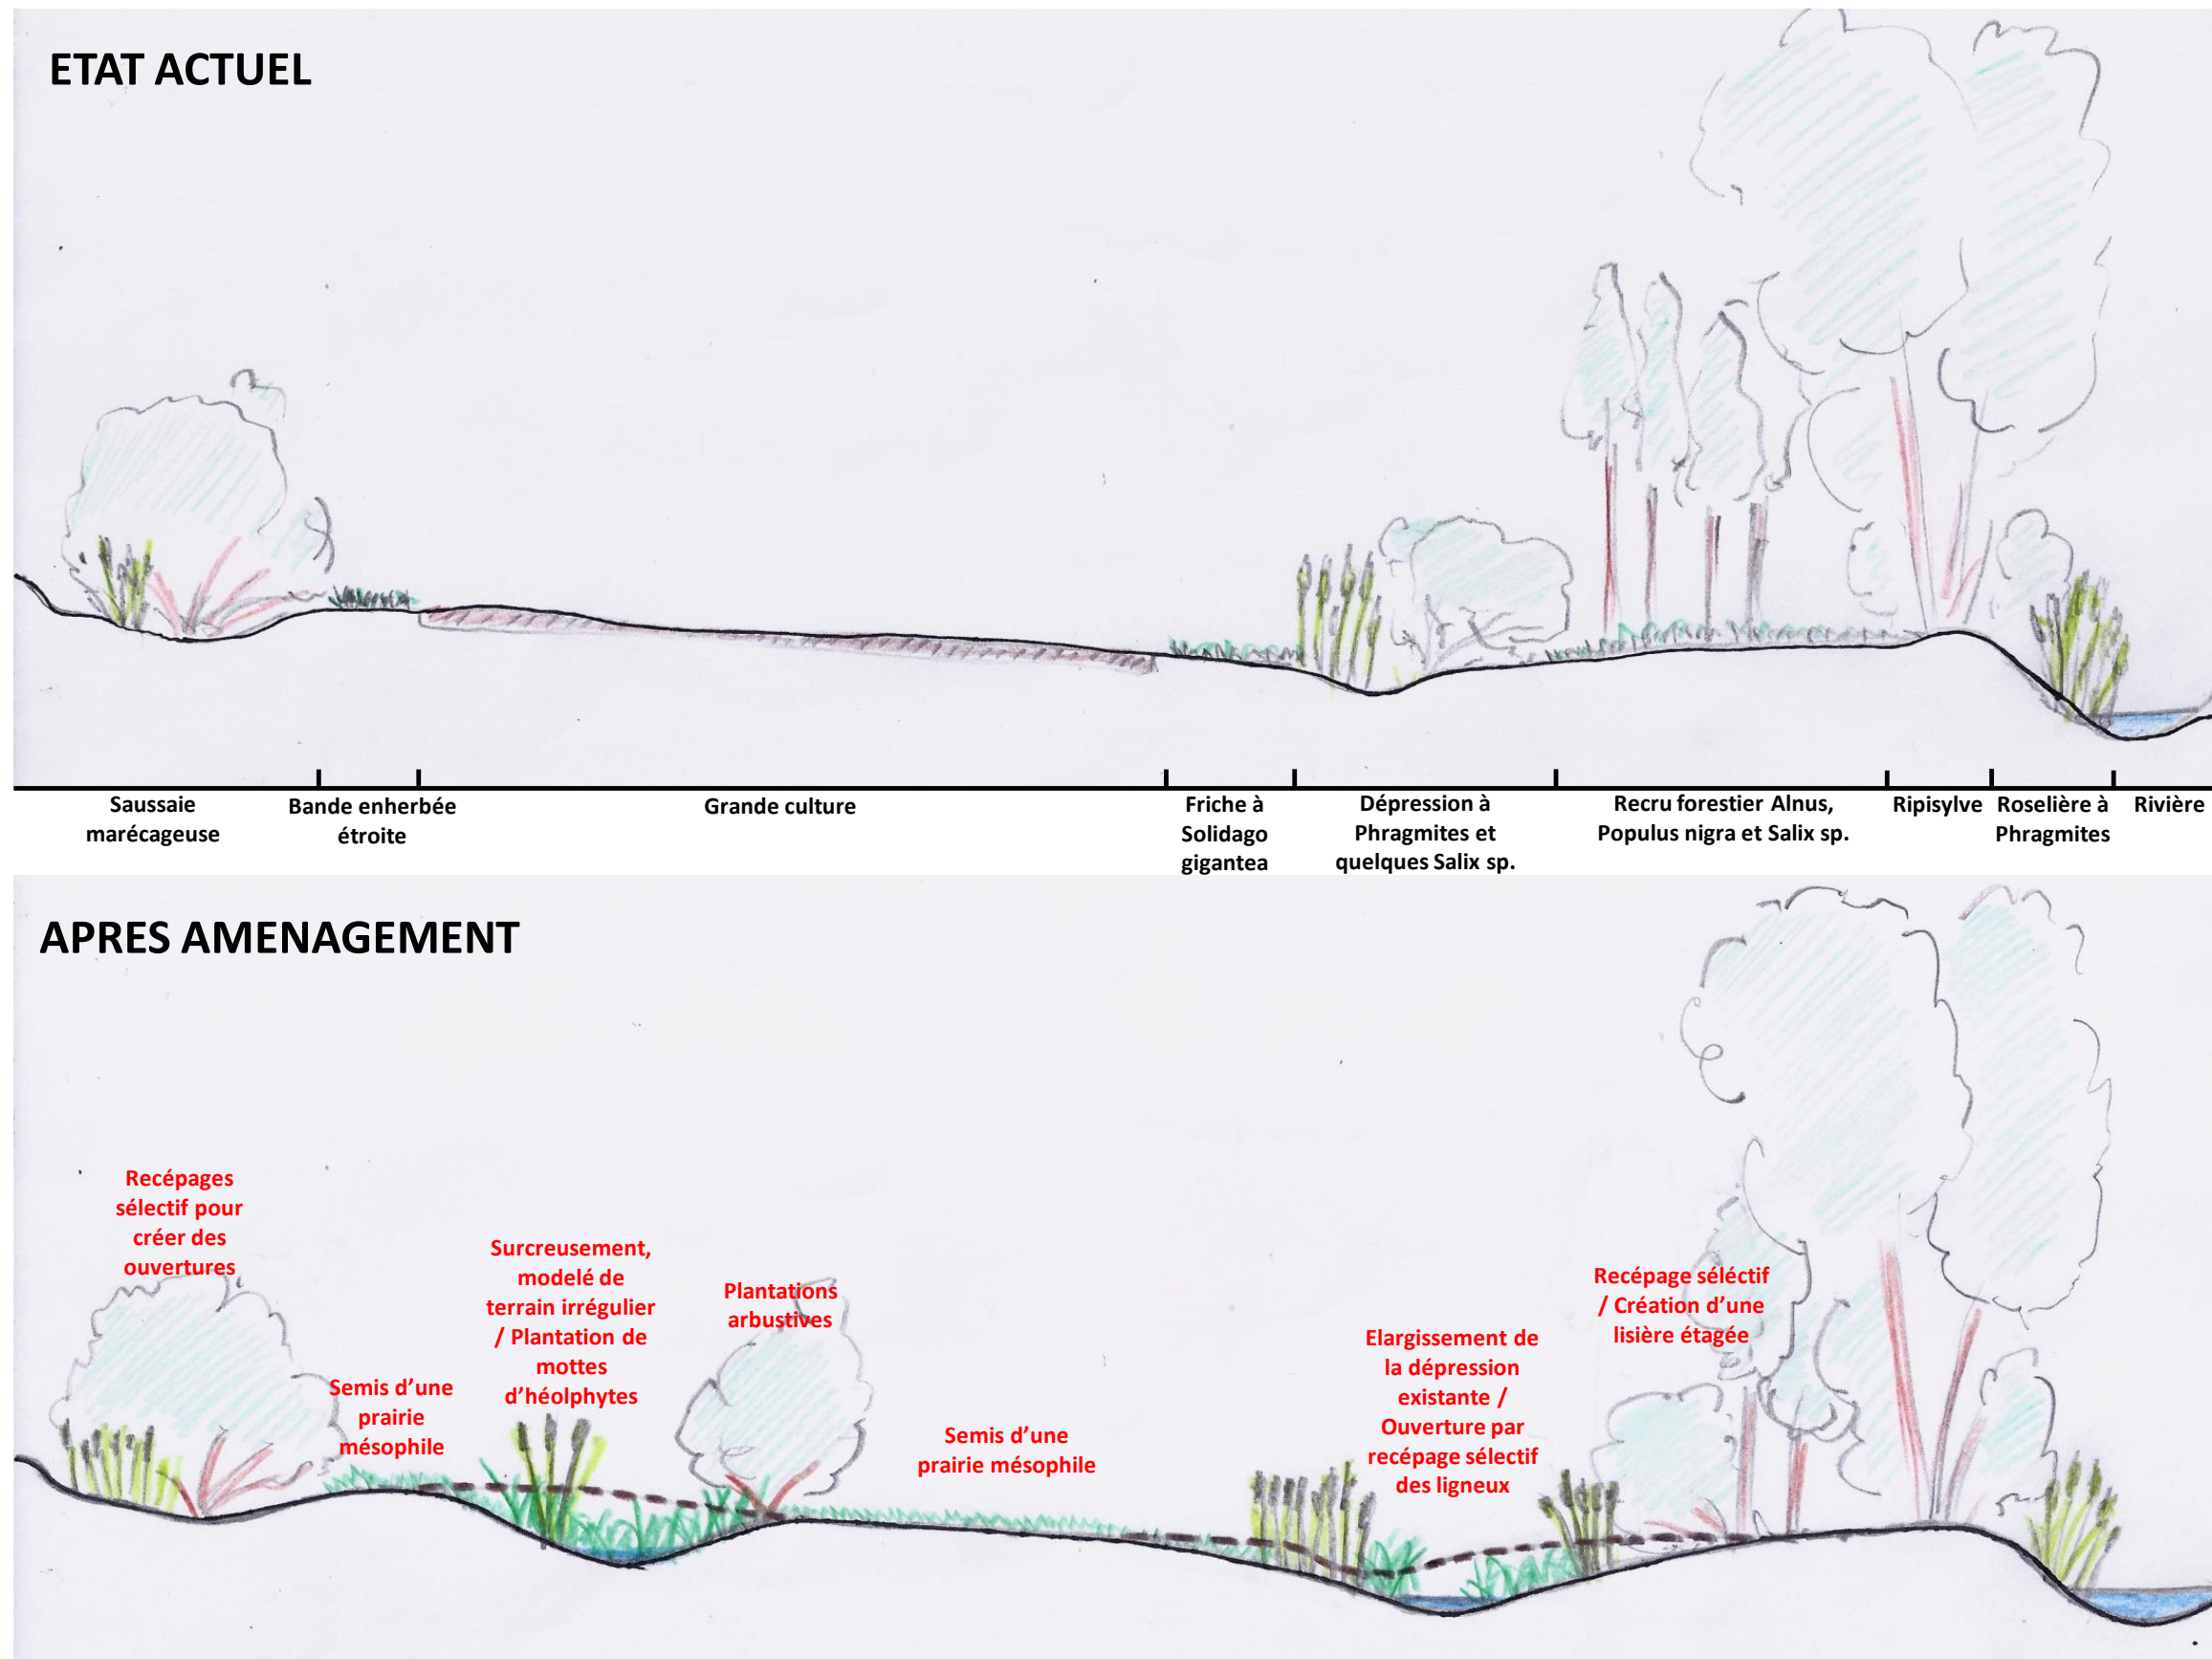 ETAT ACTUEL
Saussaie
marécageuse
Bande enherbée
étroite
Grande culture
Friche à
Solidago
gigantea
Dépression à
Phragmites et
quelques Salix sp.
Recru forestier Alnus,
Populus nigra et Salix sp.
Ripisylve
Roselière à
Phragmites
Rivière
APRES AMENAGEMENT
Recépages
sélectif pour
créer des
ouvertures
Semis d’une
prairie
mésophile
Surcreusement,
modelé de
terrain irrégulier
/ Plantation de
mottes
d’héolphytes
Plantations
arbustives
Semis d’une
prairie mésophile
Elargissement de
la dépression
existante /
Ouverture par
recépage sélectif
des ligneux
Recépage séléctif
/ Création d’une
lisière étagée